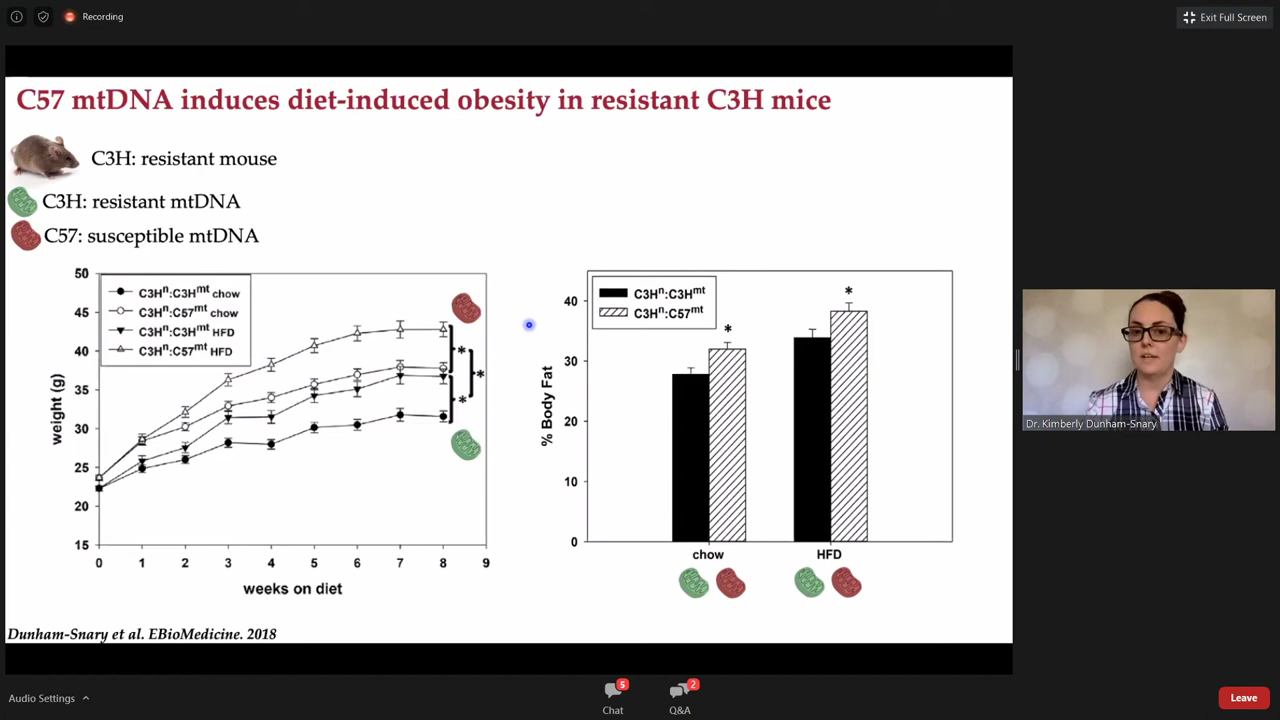 Recording
Exit Full Screen
C57 mtDNA induces diet-induced obesity in resistant C3H mice
C3H: resistant mouse
C3H: resistant mtDNA
C57: susceptible mtDNA
50
45
40
35
30
25
20
15
weight (g)
C3Hⁿ:C3Hᵐᵗ chow
C3Hⁿ:C57ᵐᵗ chow
C3Hⁿ:C3Hᵐᵗ HFD
C3Hⁿ:C57ᵐᵗ HFD
*
*
*
0 1 2 3 4 5 6 7 8 9
weeks on diet
40
30
20
10
0
% Body Fat
C3Hⁿ:C3Hᵐᵗ
C3Hⁿ:C57ᵐᵗ
*
*
chow HFD
Dr. Kimberly Dunham-Snary
Dunham-Snary et al. EBioMedicine. 2018
Audio Settings
5
Chat
2
Q&A
Leave